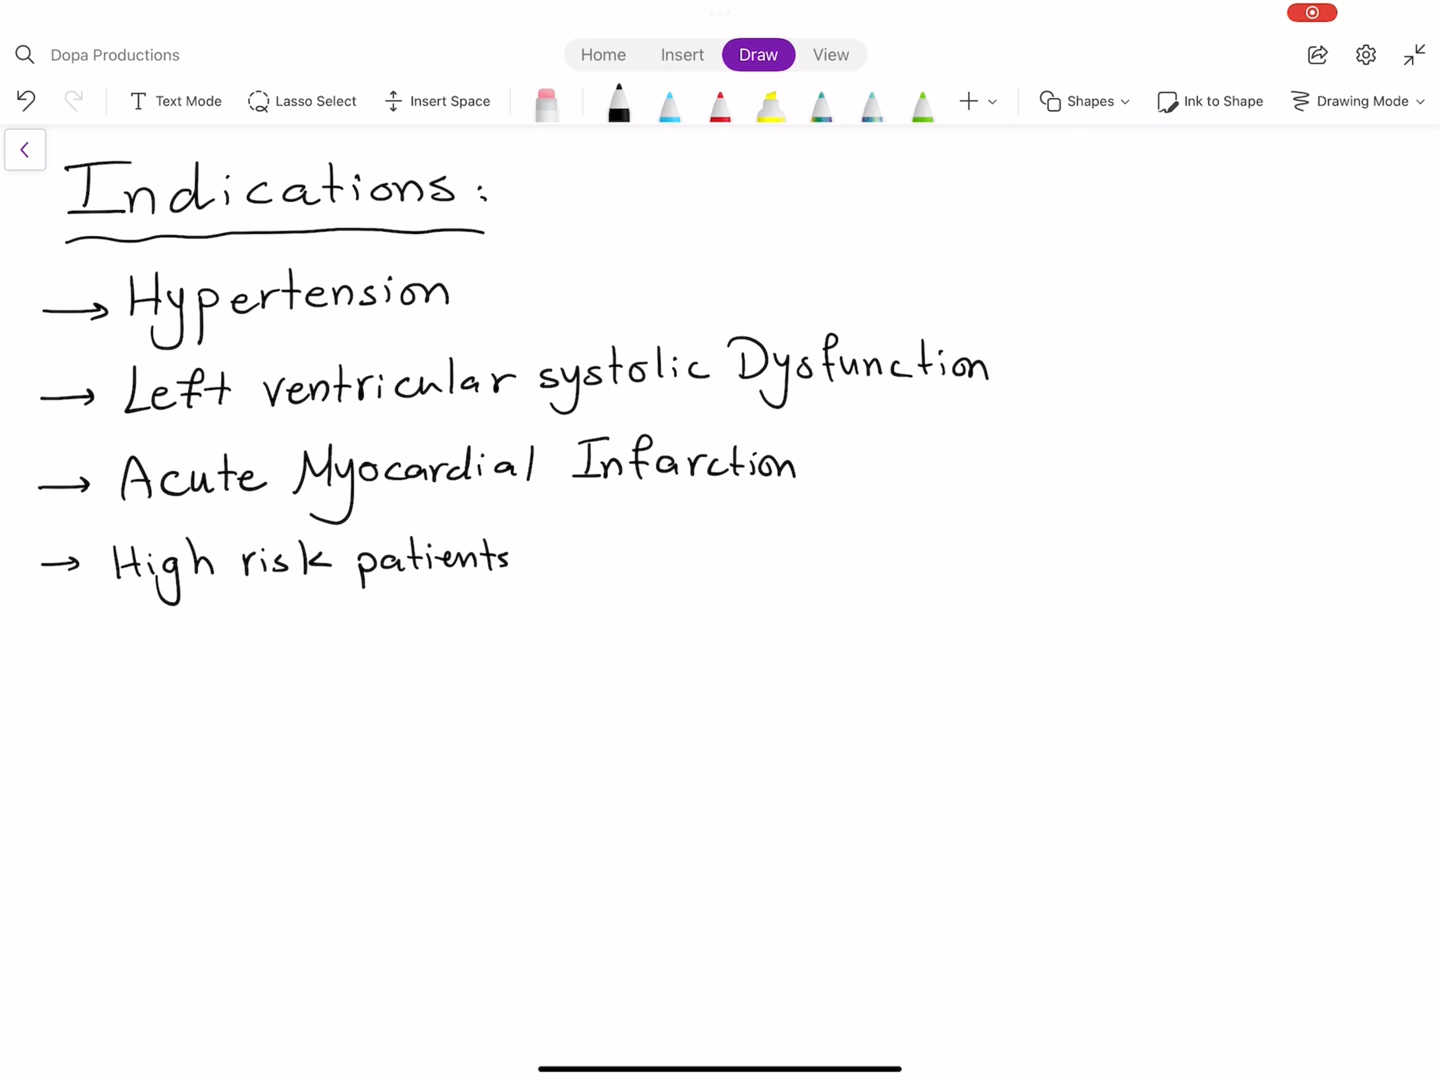 Dopa Productions
Home Insert Draw View
Text Mode Lasso Select Insert Space Shapes Ink to Shape Drawing Mode
Indications:
→ Hypertension
→ Left ventricular systolic Dysfunction
→ Acute Myocardial Infarction
→ High risk patients